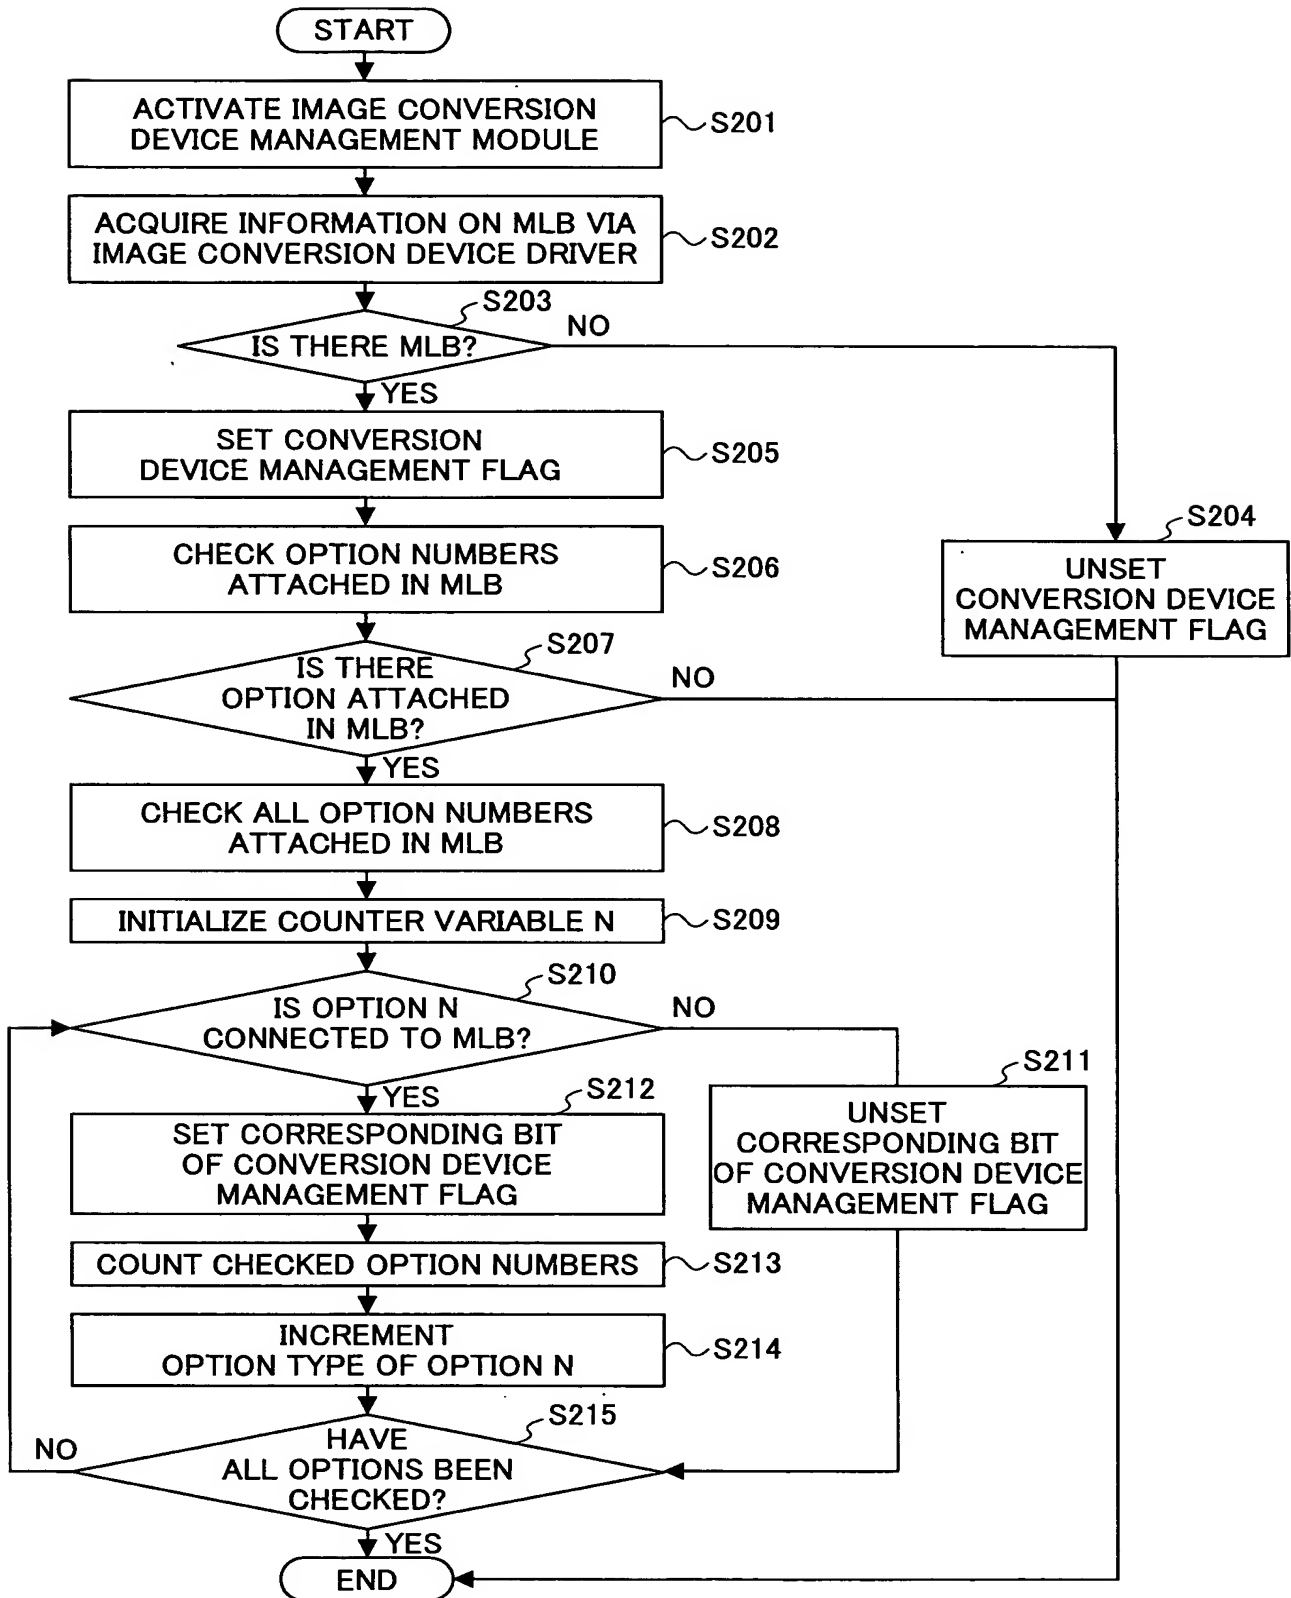 START
ACTIVATE IMAGE CONVERSION
DEVICE MANAGEMENT MODULE
S201
ACQUIRE INFORMATION ON MLB VIA
IMAGE CONVERSION DEVICE DRIVER
S202
S203
IS THERE MLB?
NO
YES
SET CONVERSION
DEVICE MANAGEMENT FLAG
S205
S204
UNSET
CONVERSION DEVICE
MANAGEMENT FLAG
CHECK OPTION NUMBERS
ATTACHED IN MLB
S206
S207
IS THERE
OPTION ATTACHED
IN MLB?
NO
YES
CHECK ALL OPTION NUMBERS
ATTACHED IN MLB
S208
INITIALIZE COUNTER VARIABLE N
S209
S210
IS OPTION N
CONNECTED TO MLB?
NO
YES
S211
UNSET
CORRESPONDING BIT
OF CONVERSION DEVICE
MANAGEMENT FLAG
S212
SET CORRESPONDING BIT
OF CONVERSION DEVICE
MANAGEMENT FLAG
COUNT CHECKED OPTION NUMBERS
S213
INCREMENT
OPTION TYPE OF OPTION N
S214
S215
HAVE
ALL OPTIONS BEEN
CHECKED?
NO
YES
END